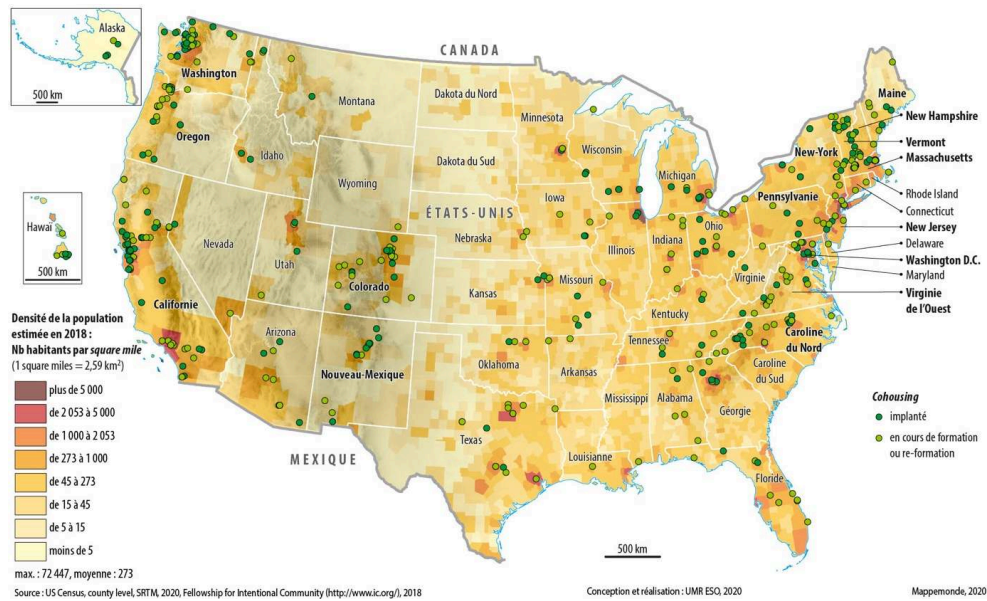 Alaska
500 km
CANADA
Washington
Montana
Dakota du Nord
Minnesota
Maine
New Hampshire
Oregon
Idaho
Dakota du Sud
Wisconsin
Michigan
New-York
Vermont
Massachusetts
Wyoming
Iowa
Pennsylvanie
Rhode Island
Connecticut
Hawaï
500 km
ÉTATS-UNIS
Nevada
Utah
Nebraska
Illinois
Indiana
Ohio
New Jersey
Delaware
Washington D.C.
Maryland
Californie
Colorado
Kansas
Missouri
Virginie
Virginie
de l'Ouest
Kentucky
Densité de la population
estimée en 2018 :
Nb habitants par square mile
(1 square miles = 2,59 km²)
Arizona
Nouveau-Mexique
Oklahoma
Arkansas
Tennessee
Caroline
du Nord
Caroline
du Sud
Mississippi
Alabama
Géorgie
plus de 5 000
de 2 053 à 5 000
de 1 000 à 2 053
de 273 à 1 000
de 45 à 273
de 15 à 45
de 5 à 15
moins de 5
max. : 72 447, moyenne : 273
MEXIQUE
Texas
Louisianne
Floride
Cohousing
implanté
en cours de formation
ou re-formation
500 km
Source : US Census, county level, SRTM, 2020, Fellowship for Intentional Community (http://www.ic.org/), 2018
Conception et réalisation : UMR ESO, 2020
Mappemonde, 2020